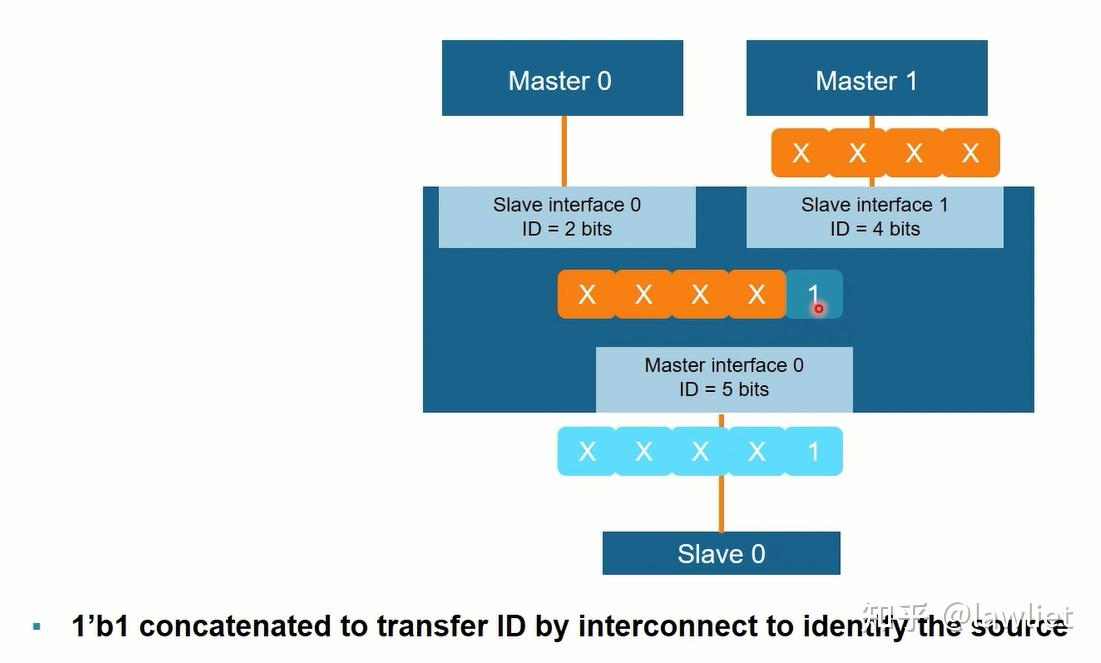 Master 0
Master 1
X X X X
Slave interface 0
ID = 2 bits
Slave interface 1
ID = 4 bits
X X X X 1
Master interface 0
ID = 5 bits
X X X X 1
Slave 0
▪ 1’b1 concatenated to transfer ID by interconnect to identify the source
知乎 @lawliet